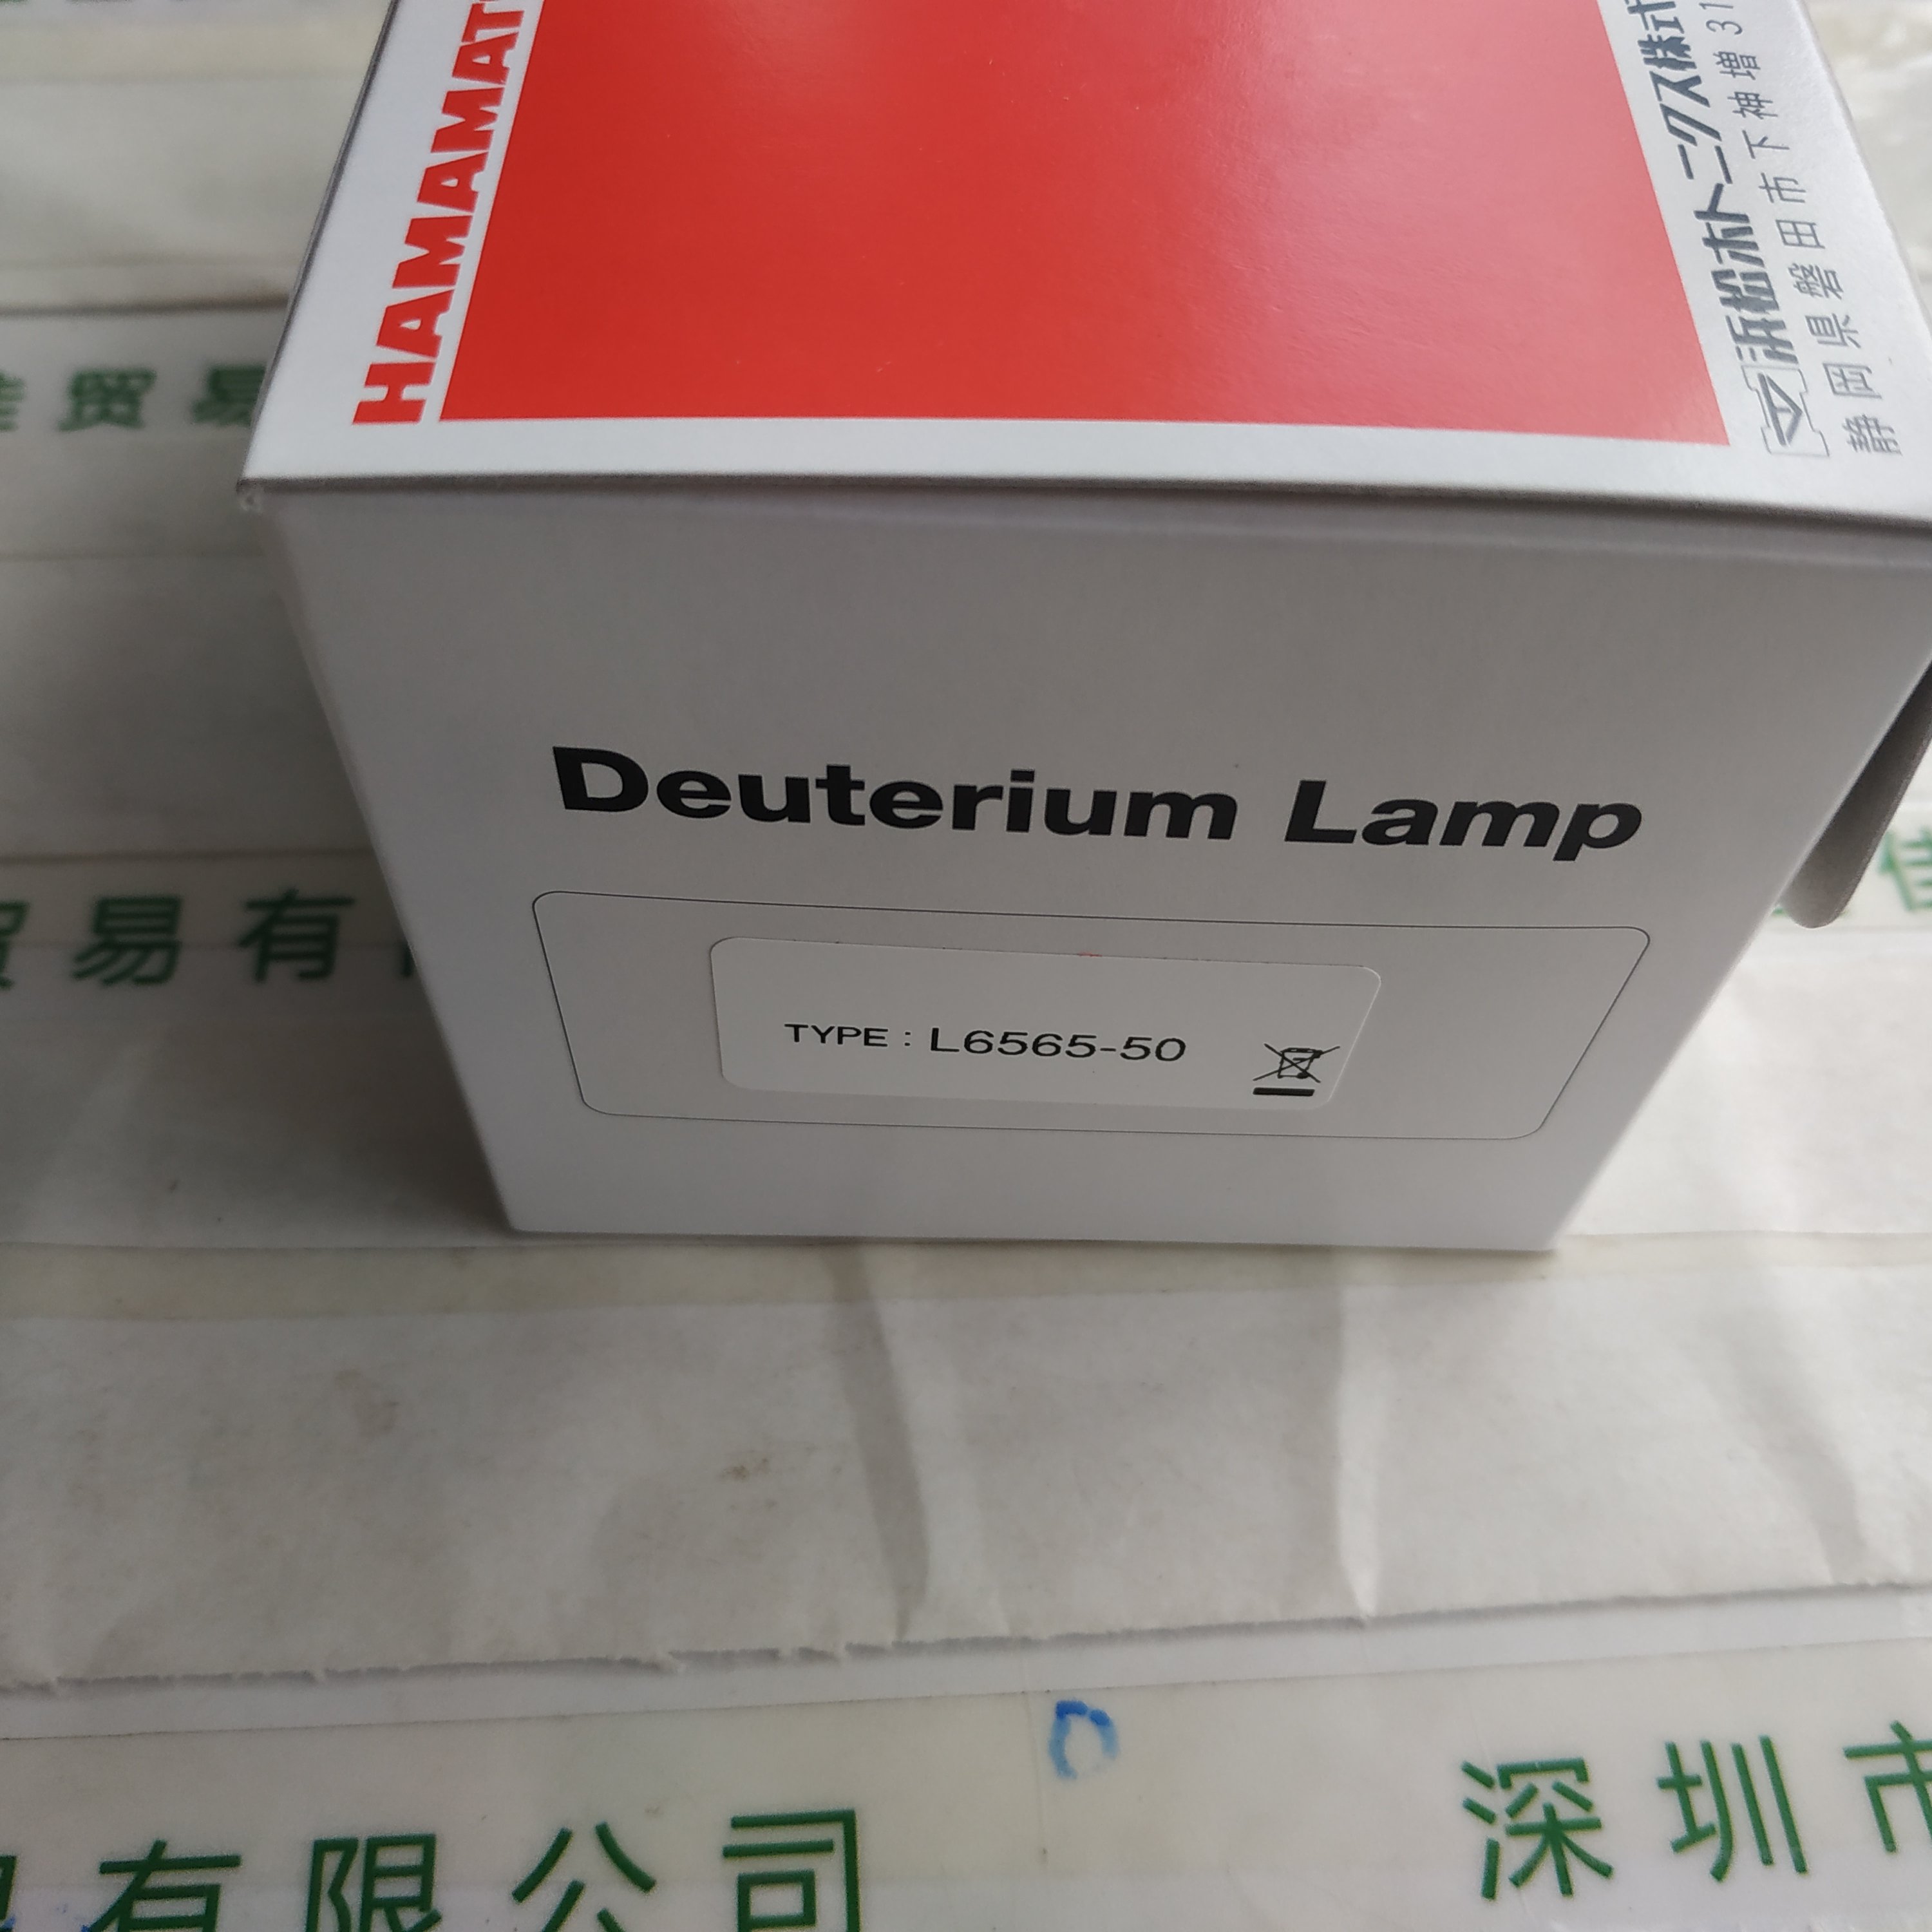 HAMAMAT
浜松ホトニクス株式
静岡県磐田市下神増31
Deuterium Lamp
TYPE : L6565-50
贸易
贸易有
有限公司
深圳市